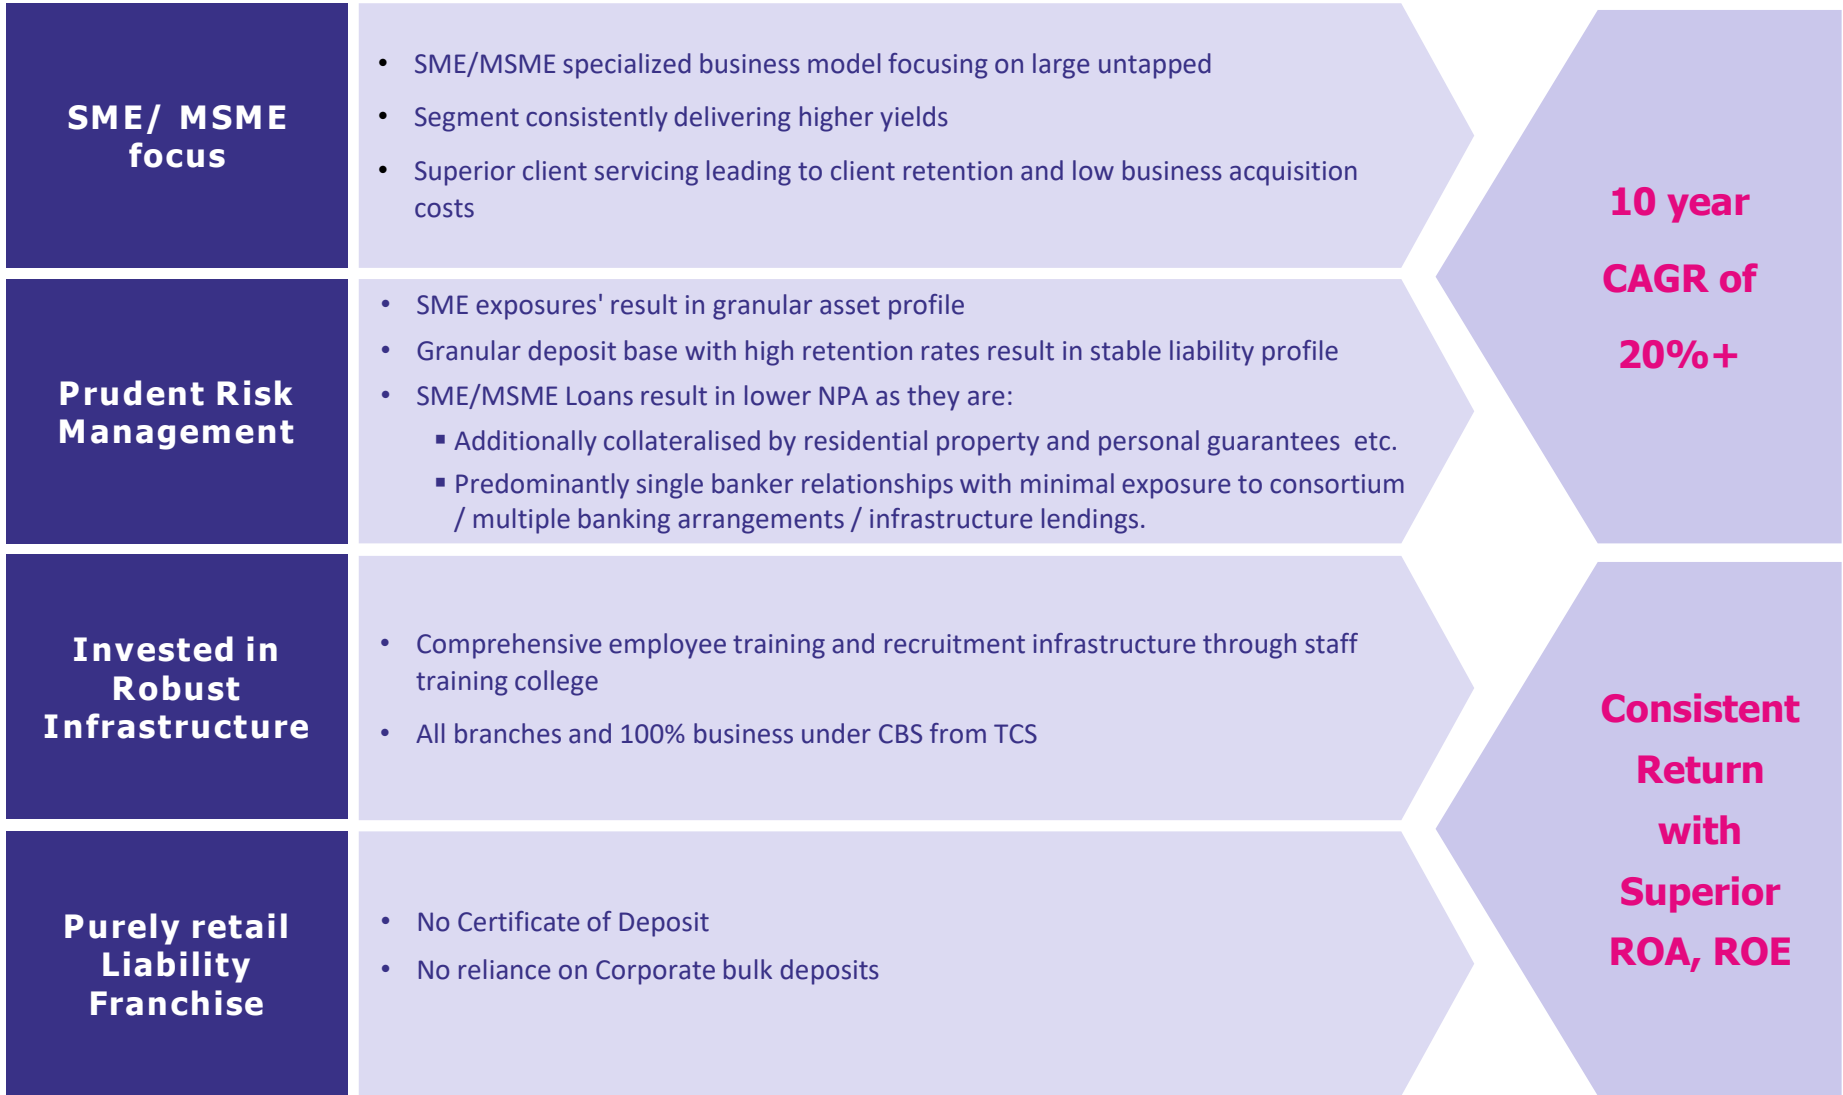 SME/ MSME
focus
• SME/MSME specialized business model focusing on large untapped
• Segment consistently delivering higher yields
• Superior client servicing leading to client retention and low business acquisition
costs
Prudent Risk
Management
• SME exposures' result in granular asset profile
• Granular deposit base with high retention rates result in stable liability profile
• SME/MSME Loans result in lower NPA as they are:
▪ Additionally collateralised by residential property and personal guarantees etc.
▪ Predominantly single banker relationships with minimal exposure to consortium
/ multiple banking arrangements / infrastructure lendings.
10 year
CAGR of
20%+
Invested in
Robust
Infrastructure
• Comprehensive employee training and recruitment infrastructure through staff
training college
• All branches and 100% business under CBS from TCS
Purely retail
Liability
Franchise
• No Certificate of Deposit
• No reliance on Corporate bulk deposits
Consistent
Return
with
Superior
ROA, ROE